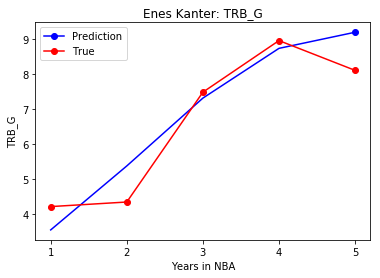 Enes Kanter: TRB_G
Prediction
True
TRB_G
9
8
7
6
5
4
1 2 3 4 5
Years in NBA